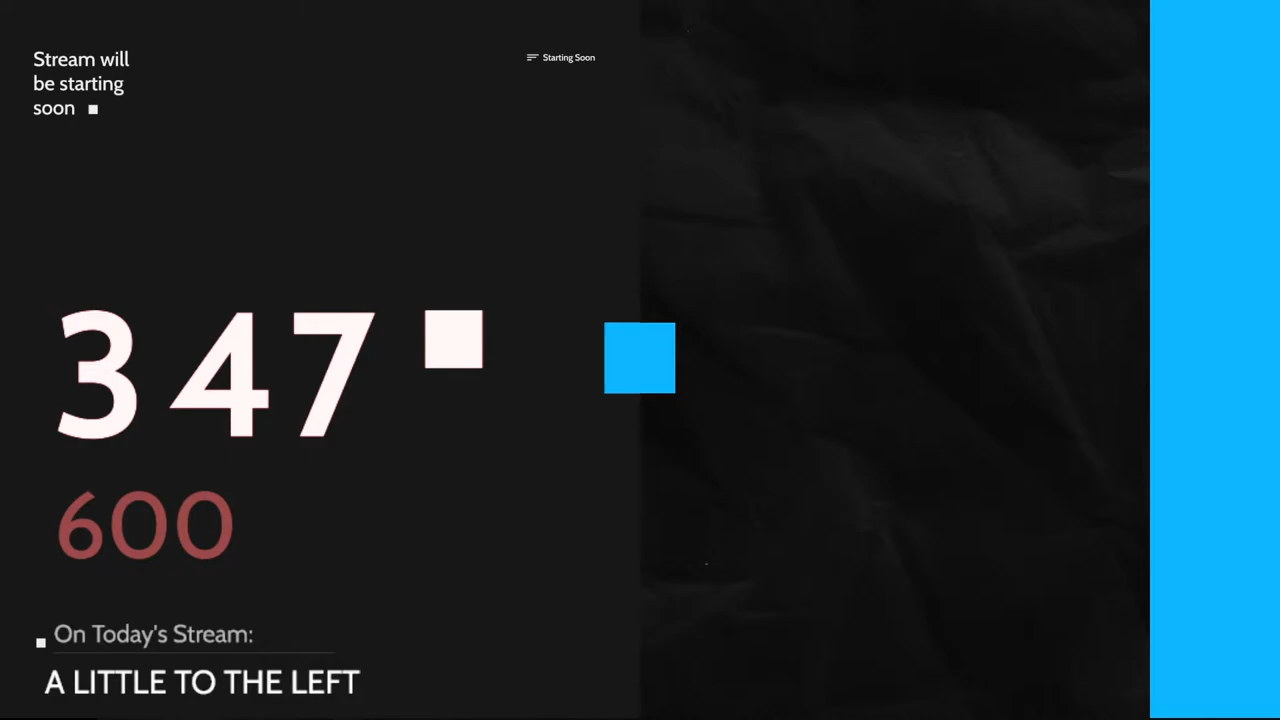 Stream will
be starting
soon
Starting Soon
347
600
On Today's Stream:
A LITTLE TO THE LEFT